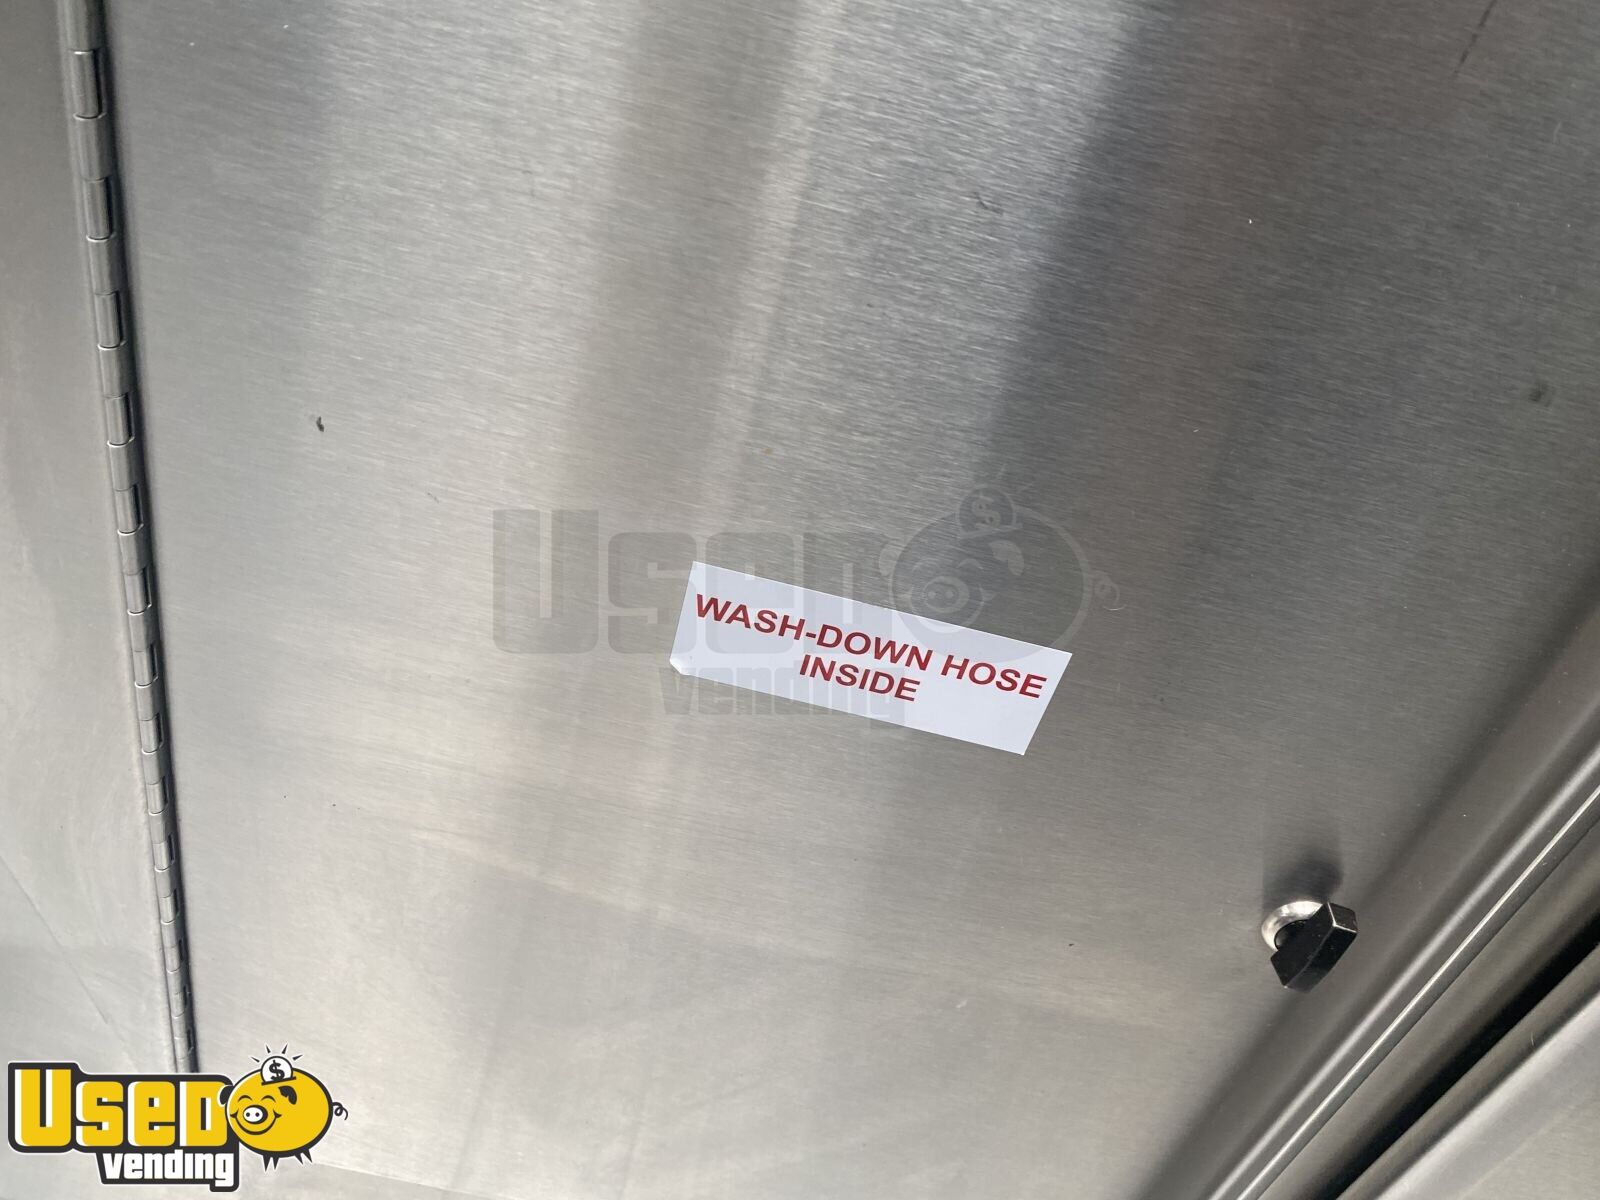 Used
vending
WASH-DOWN HOSE
INSIDE
$
Used
vending